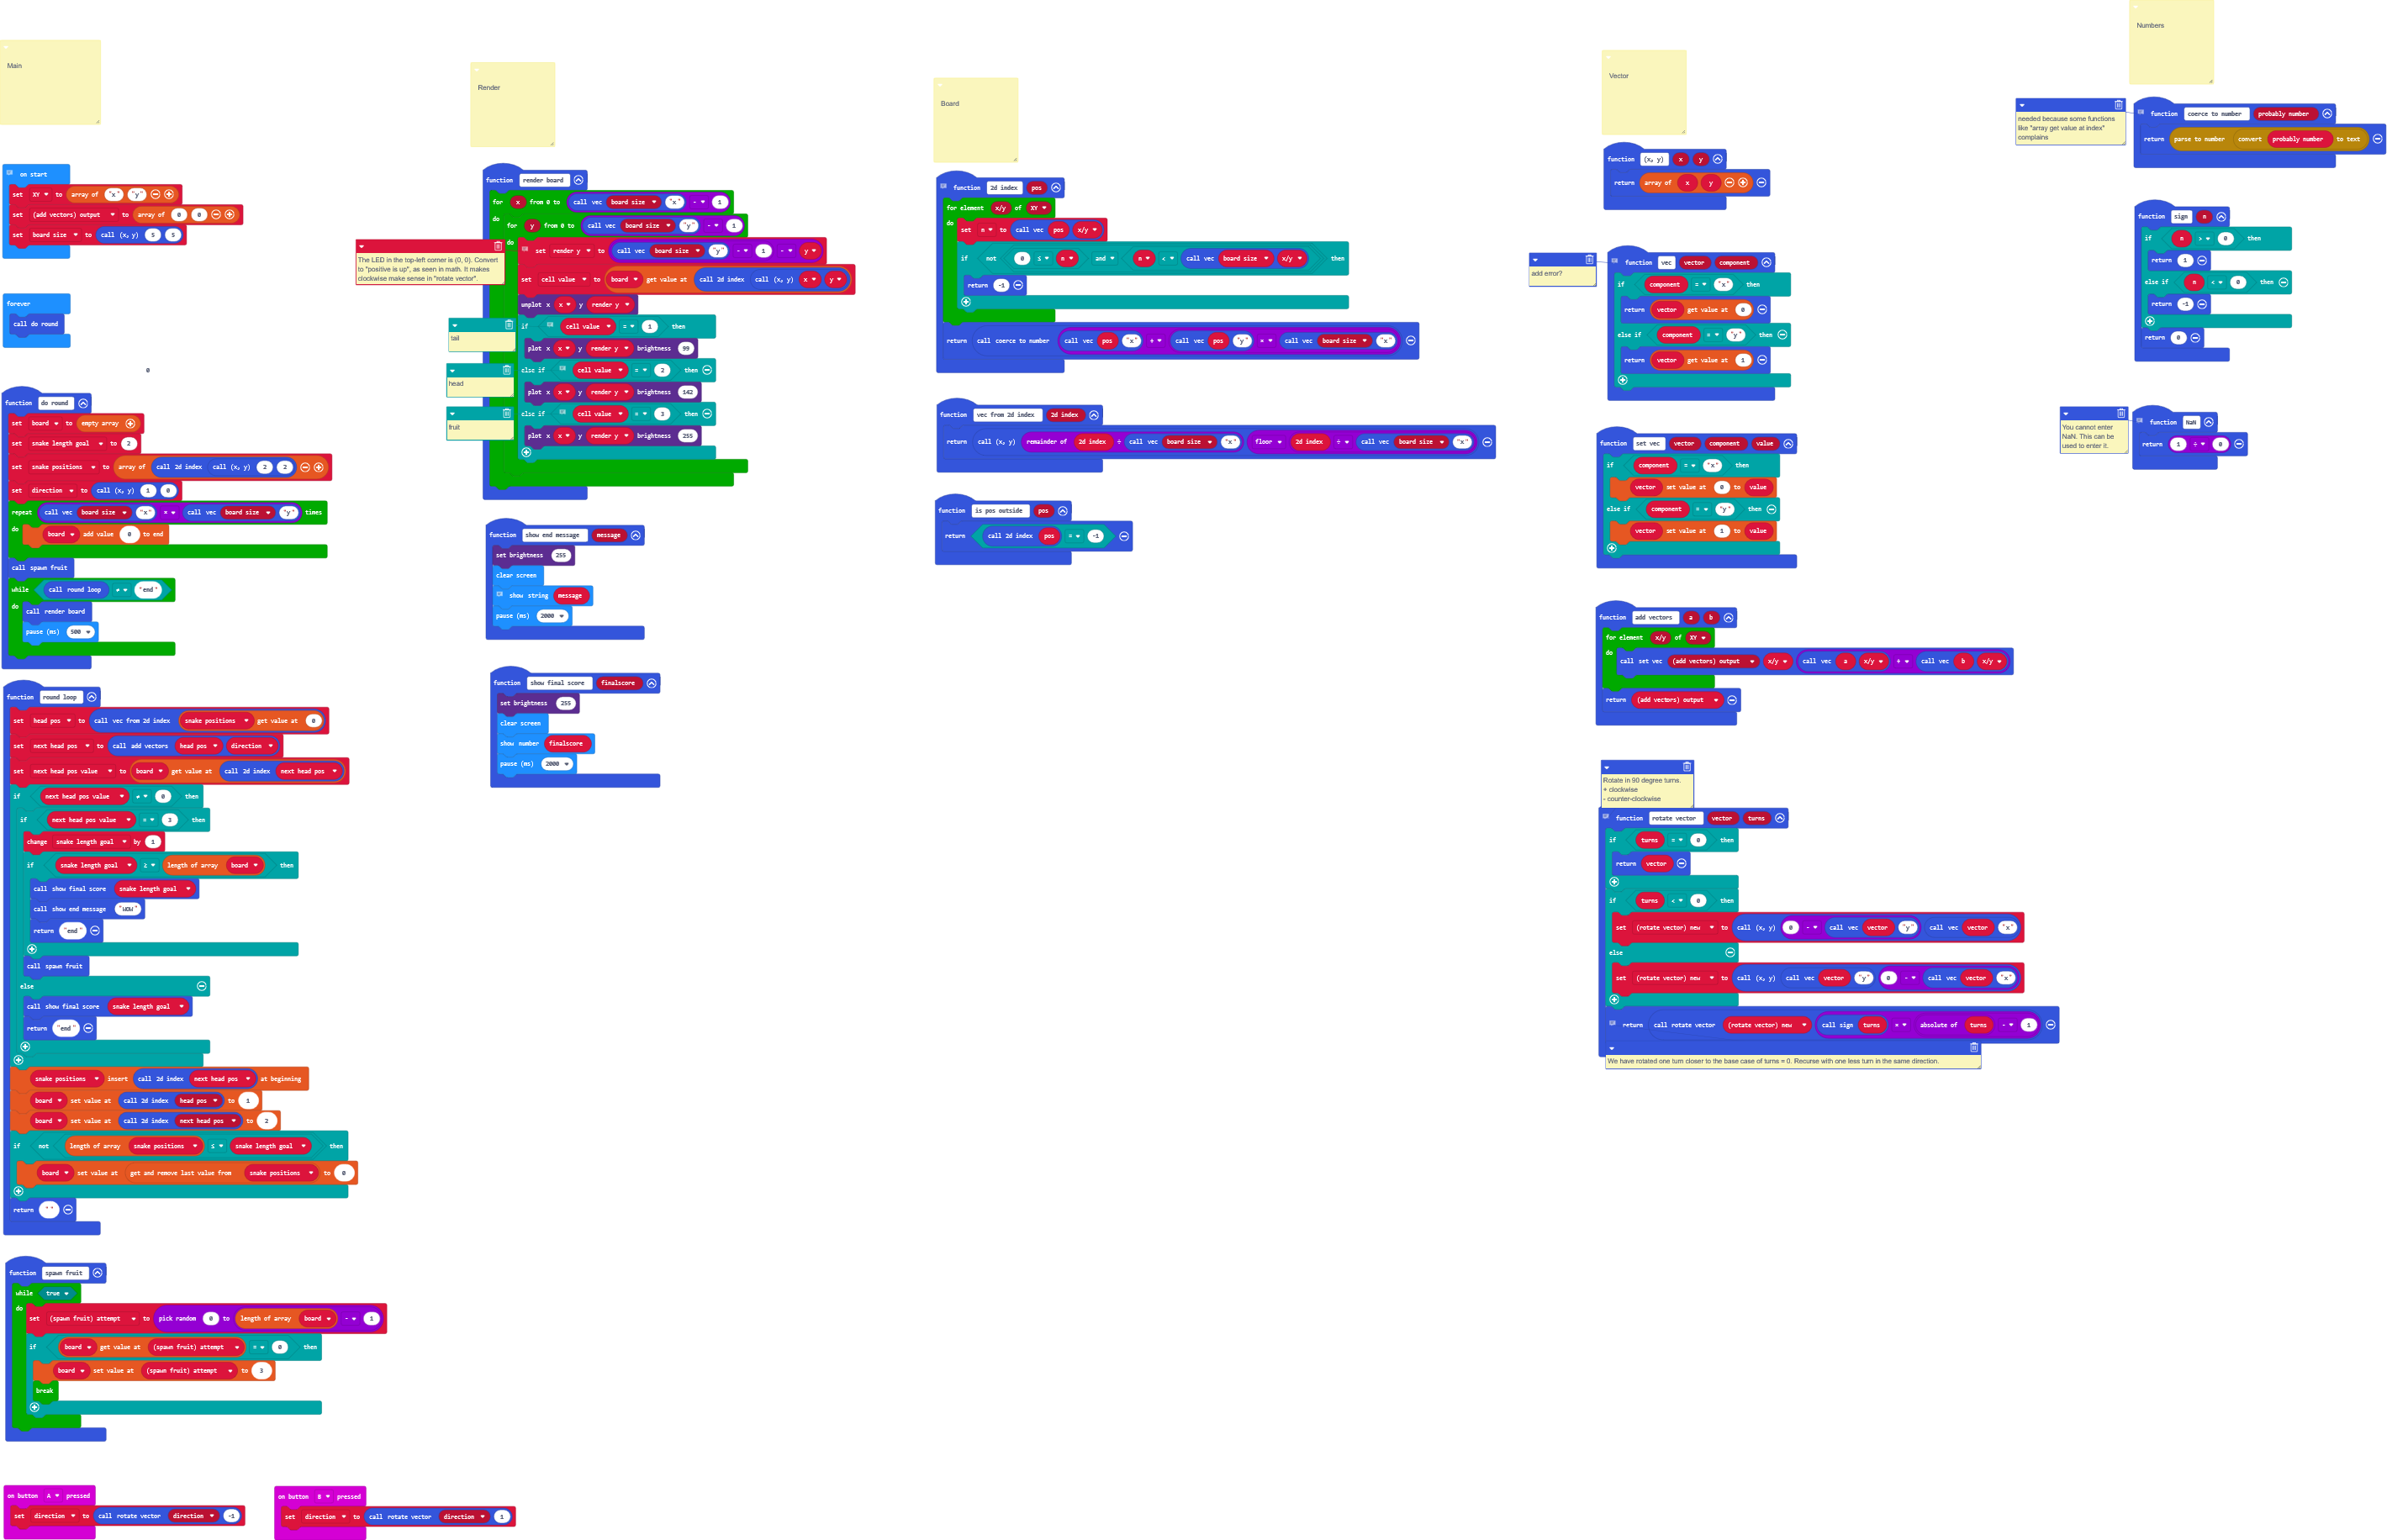 Main
on start
set XY to array of "x" "y"
set (add vectors) output to array of 0 0
set board size to call (x, y) 5 5
forever
call do round
0
function do round
set board to empty array
set snake length goal to 2
set snake positions to array of call 2d index call (x, y) 2 2
set direction to call (x, y) 1 0
repeat call vec board size "x" × call vec board size "y" times
do board add value 0 to end
call spawn fruit
while call round loop ≠ "end"
do call render board
pause (ms) 500
function round loop
set head pos to call vec from 2d index snake positions get value at 0
set next head pos to call add vectors head pos direction
set next head pos value to board get value at call 2d index next head pos
if next head pos value ≠ 0 then
if next head pos value = 3 then
change snake length goal by 1
if snake length goal ≥ length of array board then
call show final score snake length goal
call show end message "WOW"
return "end"
call spawn fruit
else
call show final score snake length goal
return "end"
snake positions insert call 2d index next head pos at beginning
board set value at call 2d index head pos to 1
board set value at call 2d index next head pos to 2
if not length of array snake positions ≤ snake length goal then
board set value at get and remove last value from snake positions to 0
return " "
function spawn fruit
while true
do
set (spawn fruit) attempt to pick random 0 to length of array board - 1
if board get value at (spawn fruit) attempt = 0 then
board set value at (spawn fruit) attempt to 3
break
on button A pressed
set direction to call rotate vector direction -1
on button B pressed
set direction to call rotate vector direction 1
Render
function render board
for x from 0 to call vec board size "x" - 1
do
for y from 0 to call vec board size "y" - 1
do
set render y to call vec board size "y" - 1 - y
The LED in the top-left corner is (0, 0). Convert
to "positive is up", as seen in math. It makes
clockwise make sense in "rotate vector".
set cell value to board get value at call 2d index call (x, y) x y
unplot x x y render y
if cell value = 1 then
tail
plot x x y render y brightness 99
else if cell value = 2 then
head
plot x x y render y brightness 142
else if cell value = 3 then
fruit
plot x x y render y brightness 255
function show end message message
set brightness 255
clear screen
show string message
pause (ms) 2000
function show final score finalscore
set brightness 255
clear screen
show number finalscore
pause (ms) 2000
Board
function 2d index pos
for element x/y of XY
do set n to call vec pos x/y
if not 0 ≤ n and n < call vec board size x/y then
return -1
return call coerce to number call vec pos "x" + call vec pos "y" × call vec board size "x"
function vec from 2d index 2d index
return call (x, y) remainder of 2d index ÷ call vec board size "x" floor 2d index ÷ call vec board size "x"
function is pos outside pos
return call 2d index pos = -1
Vector
function (x, y) x y
return array of x y
add error?
function vec vector component
if component = "x" then
return vector get value at 0
else if component = "y" then
return vector get value at 1
function set vec vector component value
if component = "x" then
vector set value at 0 to value
else if component = "y" then
vector set value at 1 to value
function add vectors a b
for element x/y of XY
do call set vec (add vectors) output x/y call vec a x/y + call vec b x/y
return (add vectors) output
Rotate in 90 degree turns.
+ clockwise
- counter-clockwise
function rotate vector vector turns
if turns = 0 then
return vector
if turns < 0 then
set (rotate vector) new to call (x, y) 0 - call vec vector "y" call vec vector "x"
else
set (rotate vector) new to call (x, y) call vec vector "y" 0 - call vec vector "x"
return call rotate vector (rotate vector) new call sign turns × absolute of turns - 1
We have rotated one turn closer to the base case of turns = 0. Recurse with one less turn in the same direction.
Numbers
needed because some functions
like "array get value at index"
complains
function coerce to number probably number
return parse to number convert probably number to text
function sign n
if n > 0 then
return 1
else if n < 0 then
return -1
return 0
You cannot enter
NaN. This can be
used to enter it.
function NaN
return 1 ÷ 0